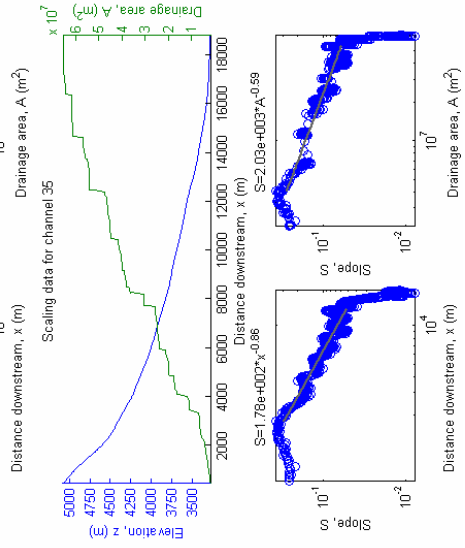 Distance downstream, x (m)
Drainage area, A (m²)
Scaling data for channel 35
x 10⁷
5000
4750
4500
4250
4000
3750
3500
Elevation, z (m)
6
5
4
3
2
1
Drainage area, A (m²)
2000
4000
6000
8000
10000
12000
14000
16000
18000
Distance downstream, x (m)
S=1.78e+002*x^-0.86
10⁻¹
10⁻²
Slope, S
10⁴
Distance downstream, x (m)
S=2.03e+003*A^-0.59
10⁻¹
10⁻²
Slope, S
10⁷
Drainage area, A (m²)